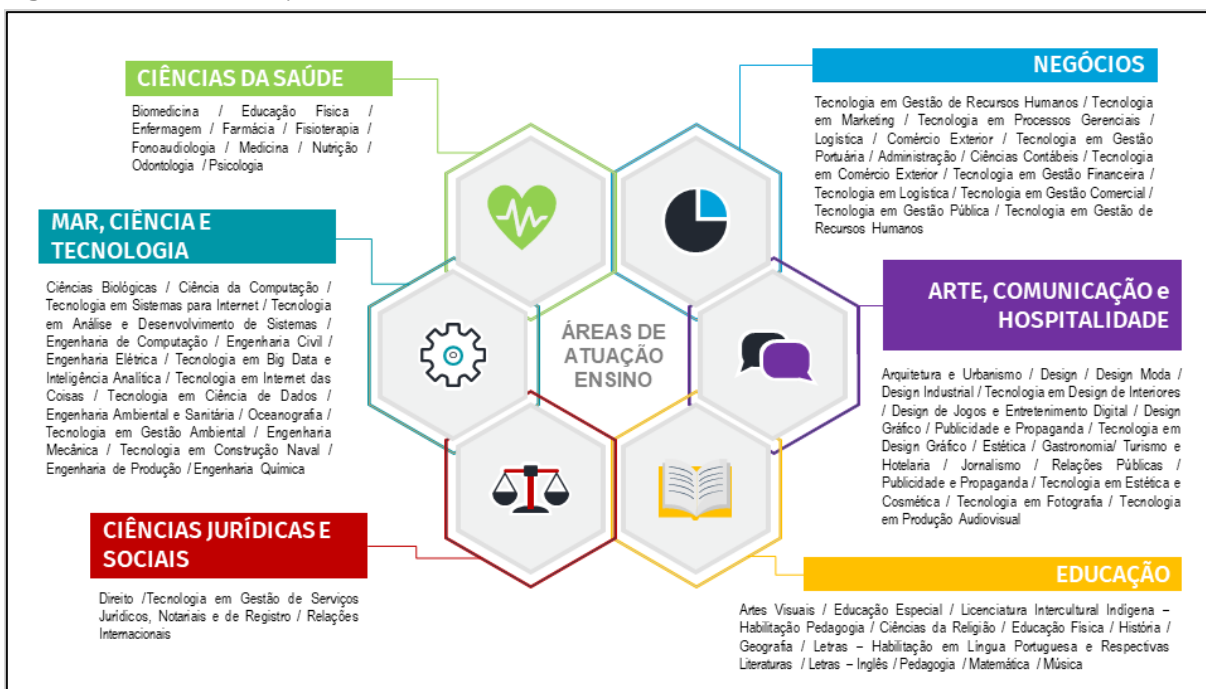 CIÊNCIAS DA SAÚDE
Biomedicina / Educação Física /
Enfermagem / Farmácia / Fisioterapia /
Fonoaudiologia / Medicina / Nutrição /
Odontologia / Psicologia
MAR, CIÊNCIA E
TECNOLOGIA
Ciências Biológicas / Ciência da Computação /
Tecnologia em Sistemas para Internet / Tecnologia
em Análise e Desenvolvimento de Sistemas /
Engenharia de Computação / Engenharia Civil /
Engenharia Elétrica / Tecnologia em Big Data e
Inteligência Analítica / Tecnologia em Internet das
Coisas / Tecnologia em Ciência de Dados /
Engenharia Ambiental e Sanitária / Oceanografia /
Tecnologia em Gestão Ambiental / Engenharia
Mecânica / Tecnologia em Construção Naval /
Engenharia de Produção / Engenharia Química
CIÊNCIAS JURÍDICAS E
SOCIAIS
Direito /Tecnologia em Gestão de Serviços
Jurídicos, Notariais e de Registro / Relações
Internacionais
ÁREAS DE
ATUAÇÃO
ENSINO
NEGÓCIOS
Tecnologia em Gestão de Recursos Humanos / Tecnologia
em Marketing / Tecnologia em Processos Gerenciais /
Logística / Comércio Exterior / Tecnologia em Gestão
Portuária / Administração / Ciências Contábeis / Tecnologia
em Comércio Exterior / Tecnologia em Gestão Financeira /
Tecnologia em Logística / Tecnologia em Gestão Comercial /
Tecnologia em Gestão Pública / Tecnologia em Gestão de
Recursos Humanos
ARTE, COMUNICAÇÃO e
HOSPITALIDADE
Arquitetura e Urbanismo / Design / Design Moda /
Design Industrial / Tecnologia em Design de Interiores
/ Design de Jogos e Entretenimento Digital / Design
Gráfico / Publicidade e Propaganda / Tecnologia em
Design Gráfico / Estética / Gastronomia/ Turismo e
Hotelaria / Jornalismo / Relações Públicas /
Publicidade e Propaganda / Tecnologia em Estética e
Cosmética / Tecnologia em Fotografia / Tecnologia
em Produção Audiovisual
EDUCAÇÃO
Artes Visuais / Educação Especial / Licenciatura Intercultural Indígena –
Habilitação Pedagogia / Ciências da Religião / Educação Física / História /
Geografia / Letras – Habilitação em Língua Portuguesa e Respectivas
Literaturas / Letras – Inglês / Pedagogia / Matemática / Música